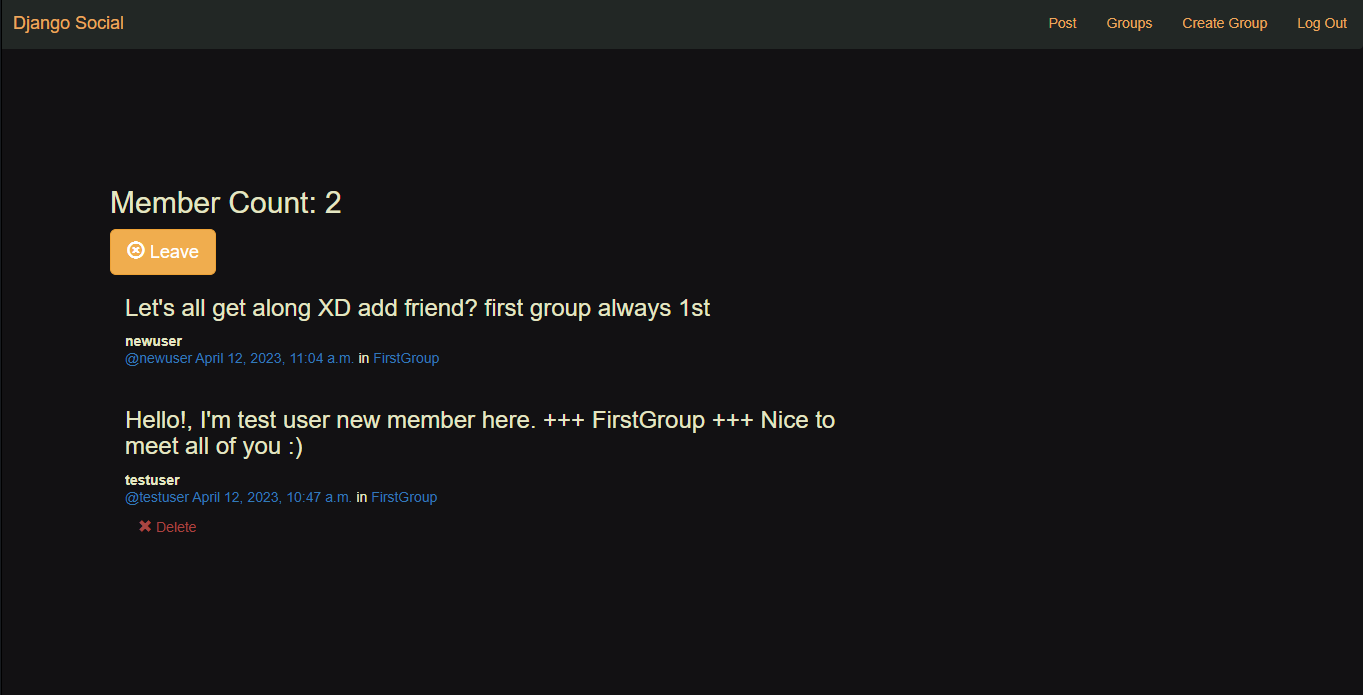 Django Social Post Groups Create Group Log Out
Member Count: 2
Leave
Let's all get along XD add friend? first group always 1st
newuser
@newuser April 12, 2023, 11:04 a.m. in FirstGroup
Hello!, I'm test user new member here. +++ FirstGroup +++ Nice to
meet all of you :)
testuser
@testuser April 12, 2023, 10:47 a.m. in FirstGroup
Delete